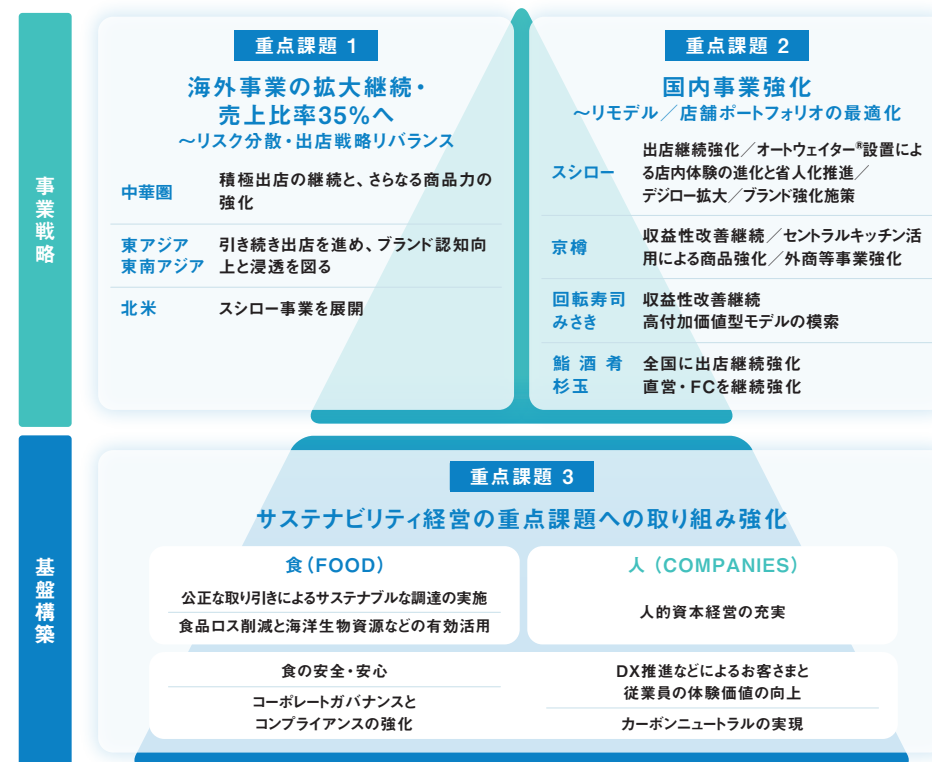 事業戦略
重点課題 1
海外事業の拡大継続・
売上比率35%へ
～リスク分散・出店戦略リバランス
中華圏
積極出店の継続と、さらなる商品力の
強化
東アジア
東南アジア
引き続き出店を進め、ブランド認知向
上と浸透を図る
北米
スシロー事業を展開
重点課題 2
国内事業強化
～リモデル／店舗ポートフォリオの最適化
スシロー
出店継続強化／オートウェイター®設置によ
る店内体験の進化と省人化推進／
デジロー拡大／ブランド強化施策
京樽
収益性改善継続／セントラルキッチン活
用による商品強化／外商等事業強化
回転寿司
みさき
収益性改善継続
高付加価値型モデルの模索
鮨 酒 肴
杉玉
全国に出店継続強化
直営・FCを継続強化
基盤構築
重点課題 3
サステナビリティ経営の重点課題への取り組み強化
食（FOOD）
公正な取り引きによるサステナブルな調達の実施
食品ロス削減と海洋生物資源などの有効活用
人（COMPANIES）
人的資本経営の充実
食の安全・安心
コーポレートガバナンスと
コンプライアンスの強化
DX推進などによるお客さまと
従業員の体験価値の向上
カーボンニュートラルの実現